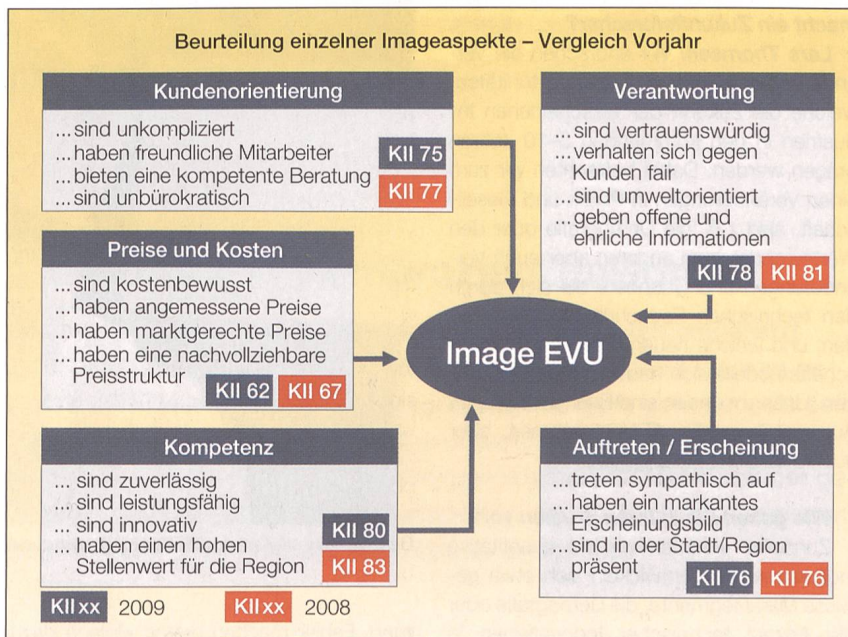 Beurteilung einzelner Imageaspekte – Vergleich Vorjahr
Kundenorientierung
...sind unkompliziert
...haben freundliche Mitarbeiter
...bieten eine kompetente Beratung
...sind unbürokratisch
KII 75
KII 77
Verantwortung
...sind vertrauenswürdig
...verhalten sich gegen
Kunden fair
...sind umweltorientiert
...geben offene und
ehrliche Informationen
KII 78 KII 81
Preise und Kosten
...sind kostenbewusst
...haben angemessene Preise
...haben marktgerechte Preise
...haben eine nachvollziehbare
Preisstruktur
KII 62 KII 67
Image EVU
Kompetenz
... sind zuverlässig
...sind leistungsfähig
...sind innovativ
... haben einen hohen
Stellenwert für die Region
KII 80
KII 83
Auftreten / Erscheinung
...treten sympathisch auf
...haben ein markantes
Erscheinungsbild
...sind in der Stadt/Region
präsent
KII 76 KII 76
KII xx 2009 KII xx 2008